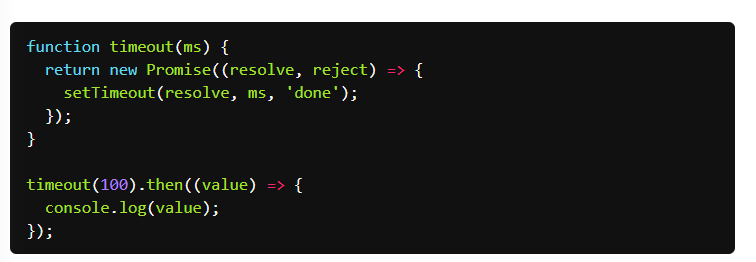 function timeout(ms) {
  return new Promise((resolve, reject) => {
    setTimeout(resolve, ms, 'done');
  });
}

timeout(100).then((value) => {
  console.log(value);
});